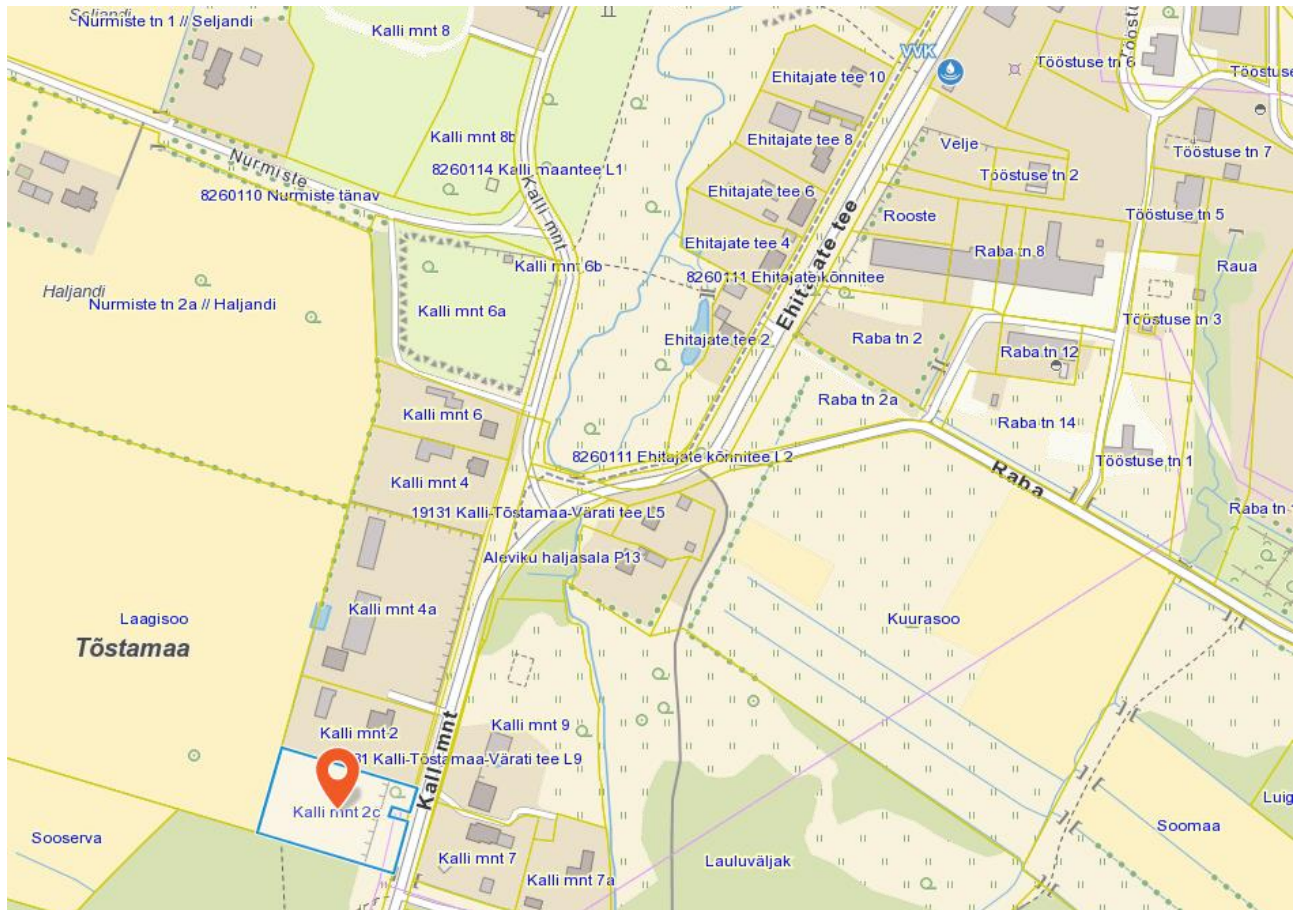 Seljandi
Nurmiste tn 1 // Seljandi
Kalli mnt 8
VVK
Tööstuse tn 6
Tööstus
Tööstuse
Ehitajate tee 10
Kalli mnt 8b
Ehitajate tee 8
Velje
Tööstuse tn 7
Nurmiste
8260114 Kalli maantee L1
Tööstuse tn 2
8260110 Nurmiste tänav
Kalli mnt
Ehitajate tee 6
Rooste
Tööstuse tn 5
Ehitajate tee 4
Raba tn 8
Ehitajate tee
Kalli mnt 6b
8260111 Ehitajate kõnnitee
Raua
Haljandi
Nurmiste tn 2a // Haljandi
Kalli mnt 6a
Ehitajate tee 2
Raba tn 2
Tööstuse tn 3
Raba tn 12
Kalli mnt 6
Raba tn 2a
Raba tn 14
Kalli mnt 4
8260111 Ehitajate kõnnitee L2
Tööstuse tn 1
Raba
19131 Kalli-Tõstamaa-Värati tee L5
Raba tn
Aleviku haljasala P13
Kalli mnt 4a
Laagisoo
Kuurasoo
Tõstamaa
Kalli mnt 2
Kalli mnt 9
31 Kalli-Tõstamaa-Värati tee L9
Kalli mnt
Kalli mnt 2c
Luig
Sooserva
Soomaa
Kalli mnt 7
Lauluväljak
Kalli mnt 7a